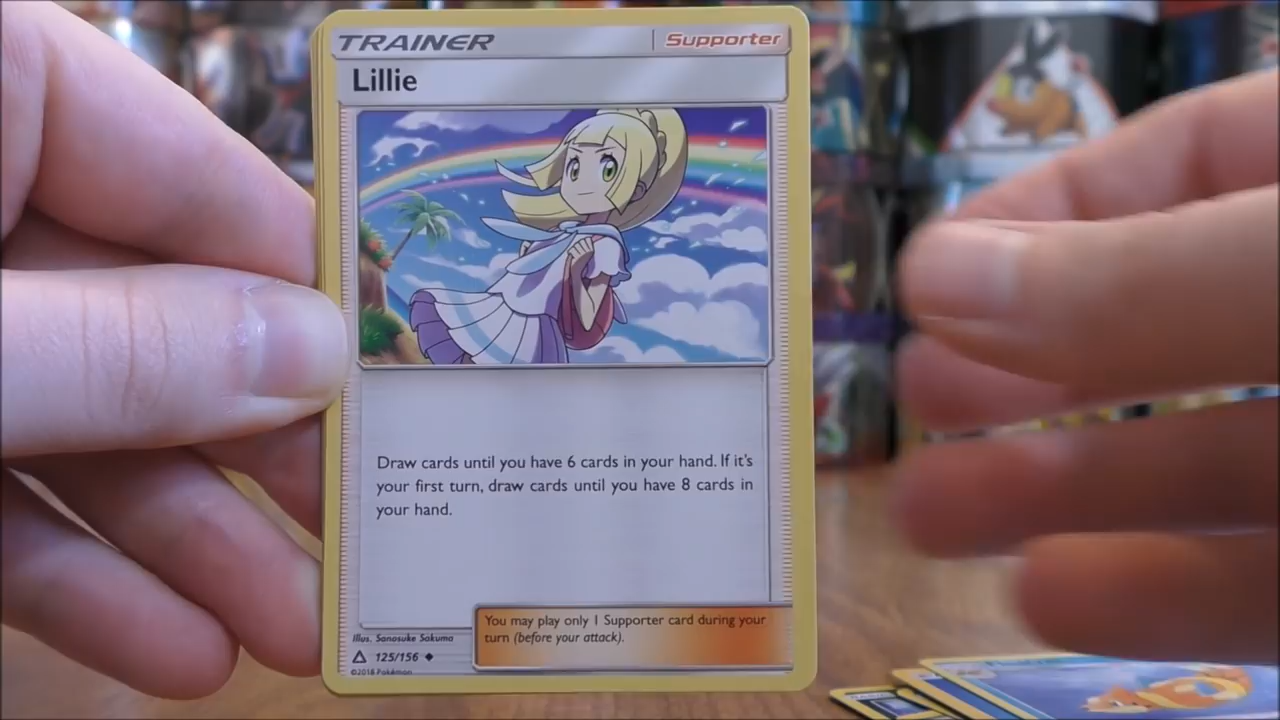 TRAINER Supporter
Lillie
Draw cards until you have 6 cards in your hand. If it's
your first turn, draw cards until you have 8 cards in
your hand.
You may play only 1 Supporter card during your
turn (before your attack).
Illus. Sanosuke Sakuma
125/156
©2018 Pokémon